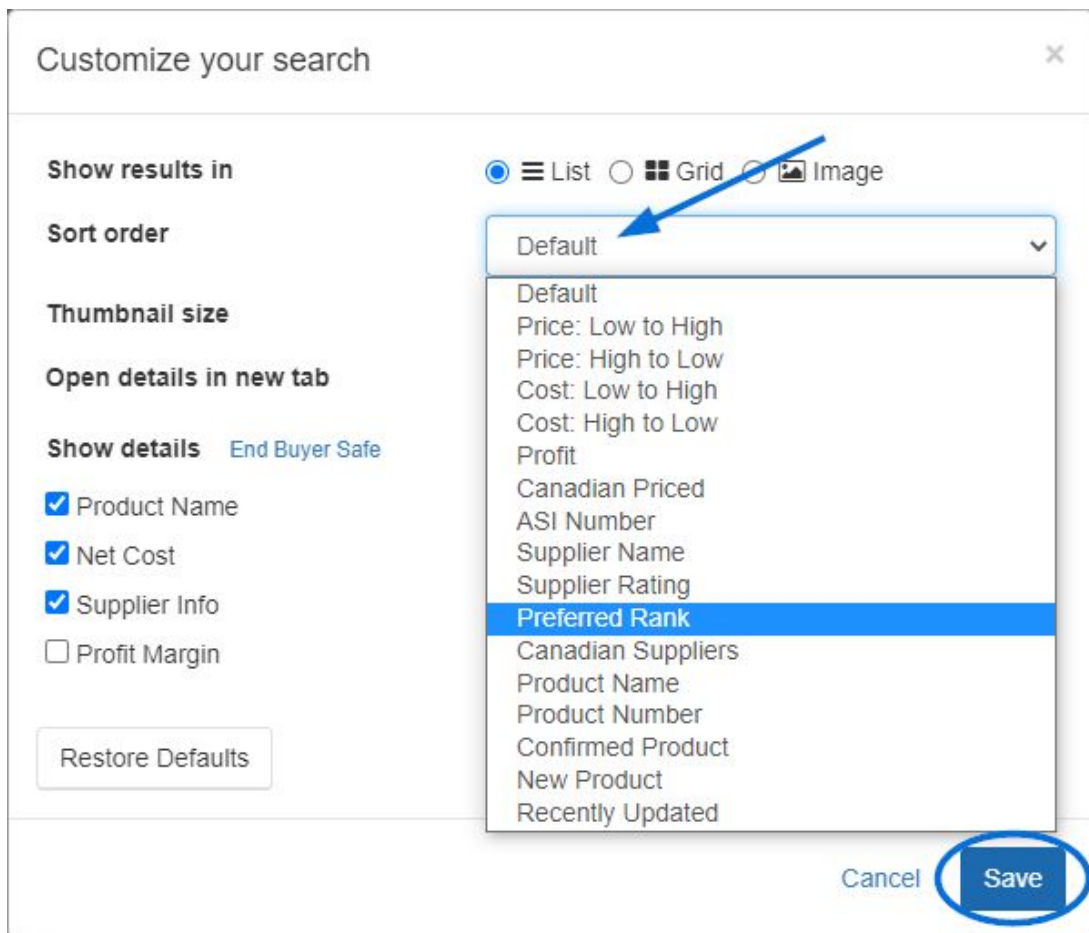 Customize your search ×
Show results in List Grid Image
Sort order Default
Default
Thumbnail size
Price: Low to High
Price: High to Low
Open details in new tab
Cost: Low to High
Cost: High to Low
Show details End Buyer Safe
Profit
Canadian Priced
Product Name
ASI Number
Net Cost
Supplier Name
Supplier Rating
Supplier Info
Preferred Rank
Profit Margin
Canadian Suppliers
Product Name
Product Number
Restore Defaults
Confirmed Product
New Product
Recently Updated
Cancel Save